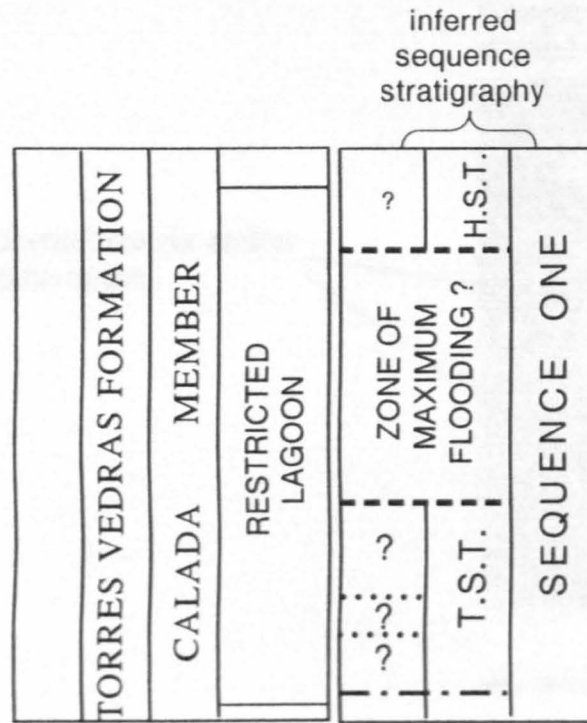 inferred
sequence
stratigraphy
TORRES VEDRAS FORMATION
CALADA MEMBER
RESTRICTED
LAGOON
?
H.S.T.
ZONE OF
MAXIMUM
FLOODING ?
?
?
?
T.S.T.
SEQUENCE ONE